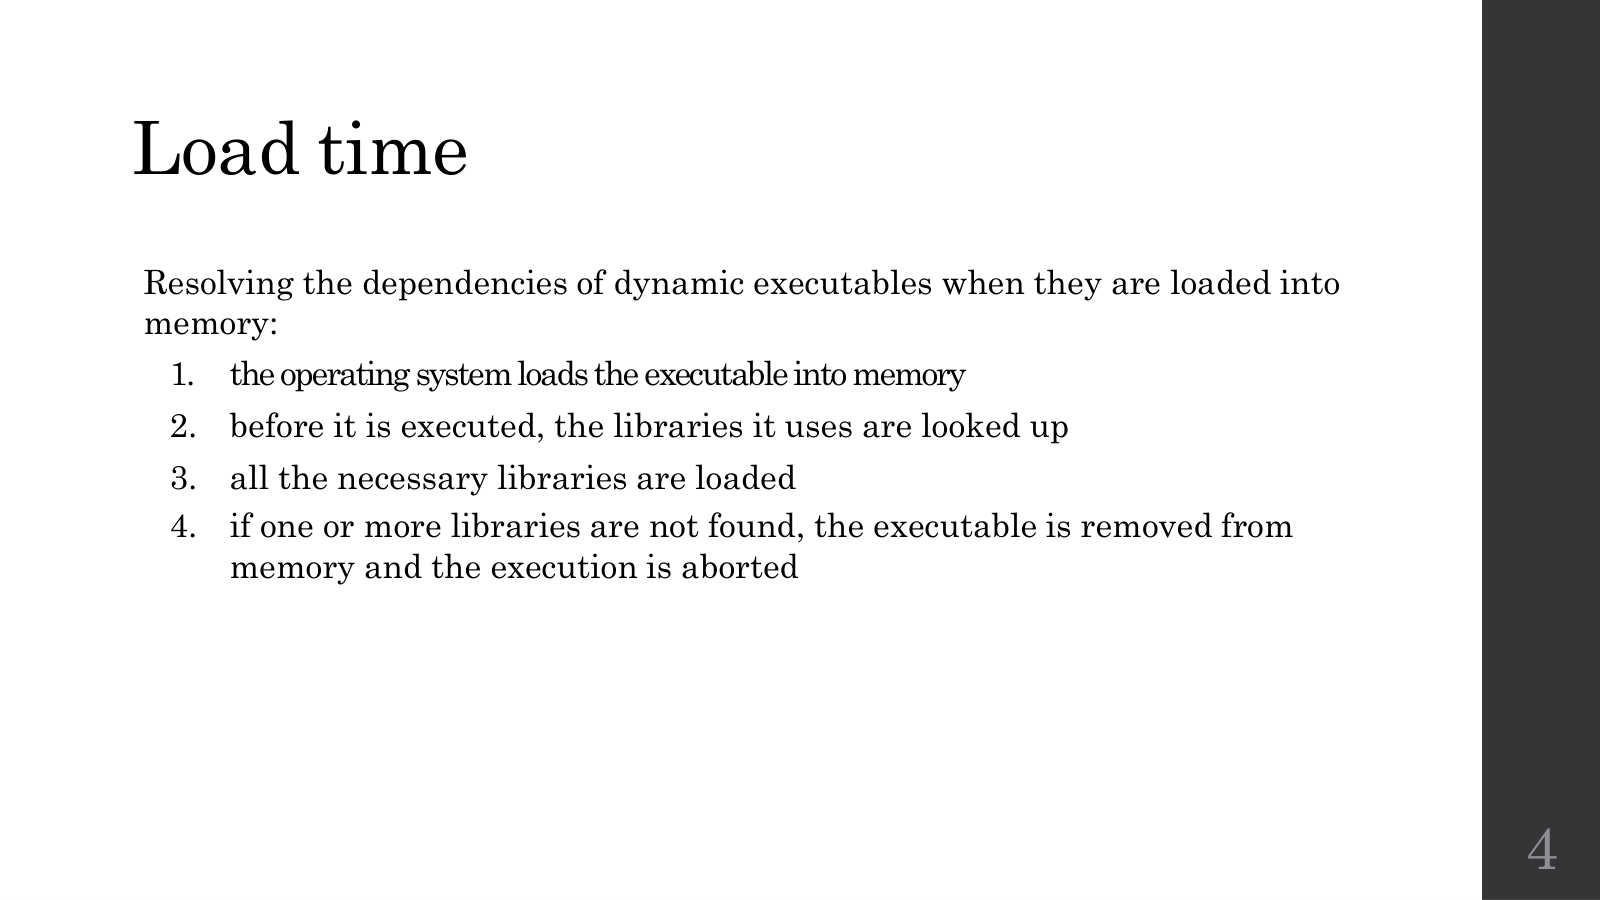 Load time
Resolving the dependencies of dynamic executables when they are loaded into
memory:
1. the operating system loads the executable into memory
2. before it is executed, the libraries it uses are looked up
3. all the necessary libraries are loaded
4. if one or more libraries are not found, the executable is removed from
memory and the execution is aborted
4